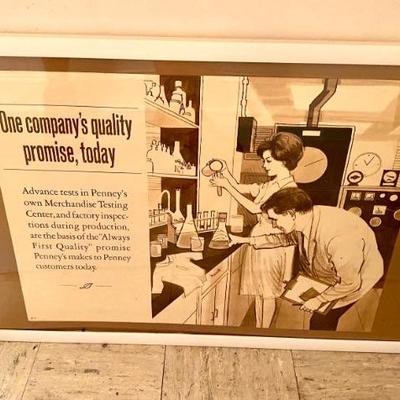 One company's quality
promise, today
Advance tests in Penney's
own Merchandise Testing
Center, and factory inspec-
tions during production,
are the basis of the "Always
First Quality" promise
Penney's makes to Penney
customers today.